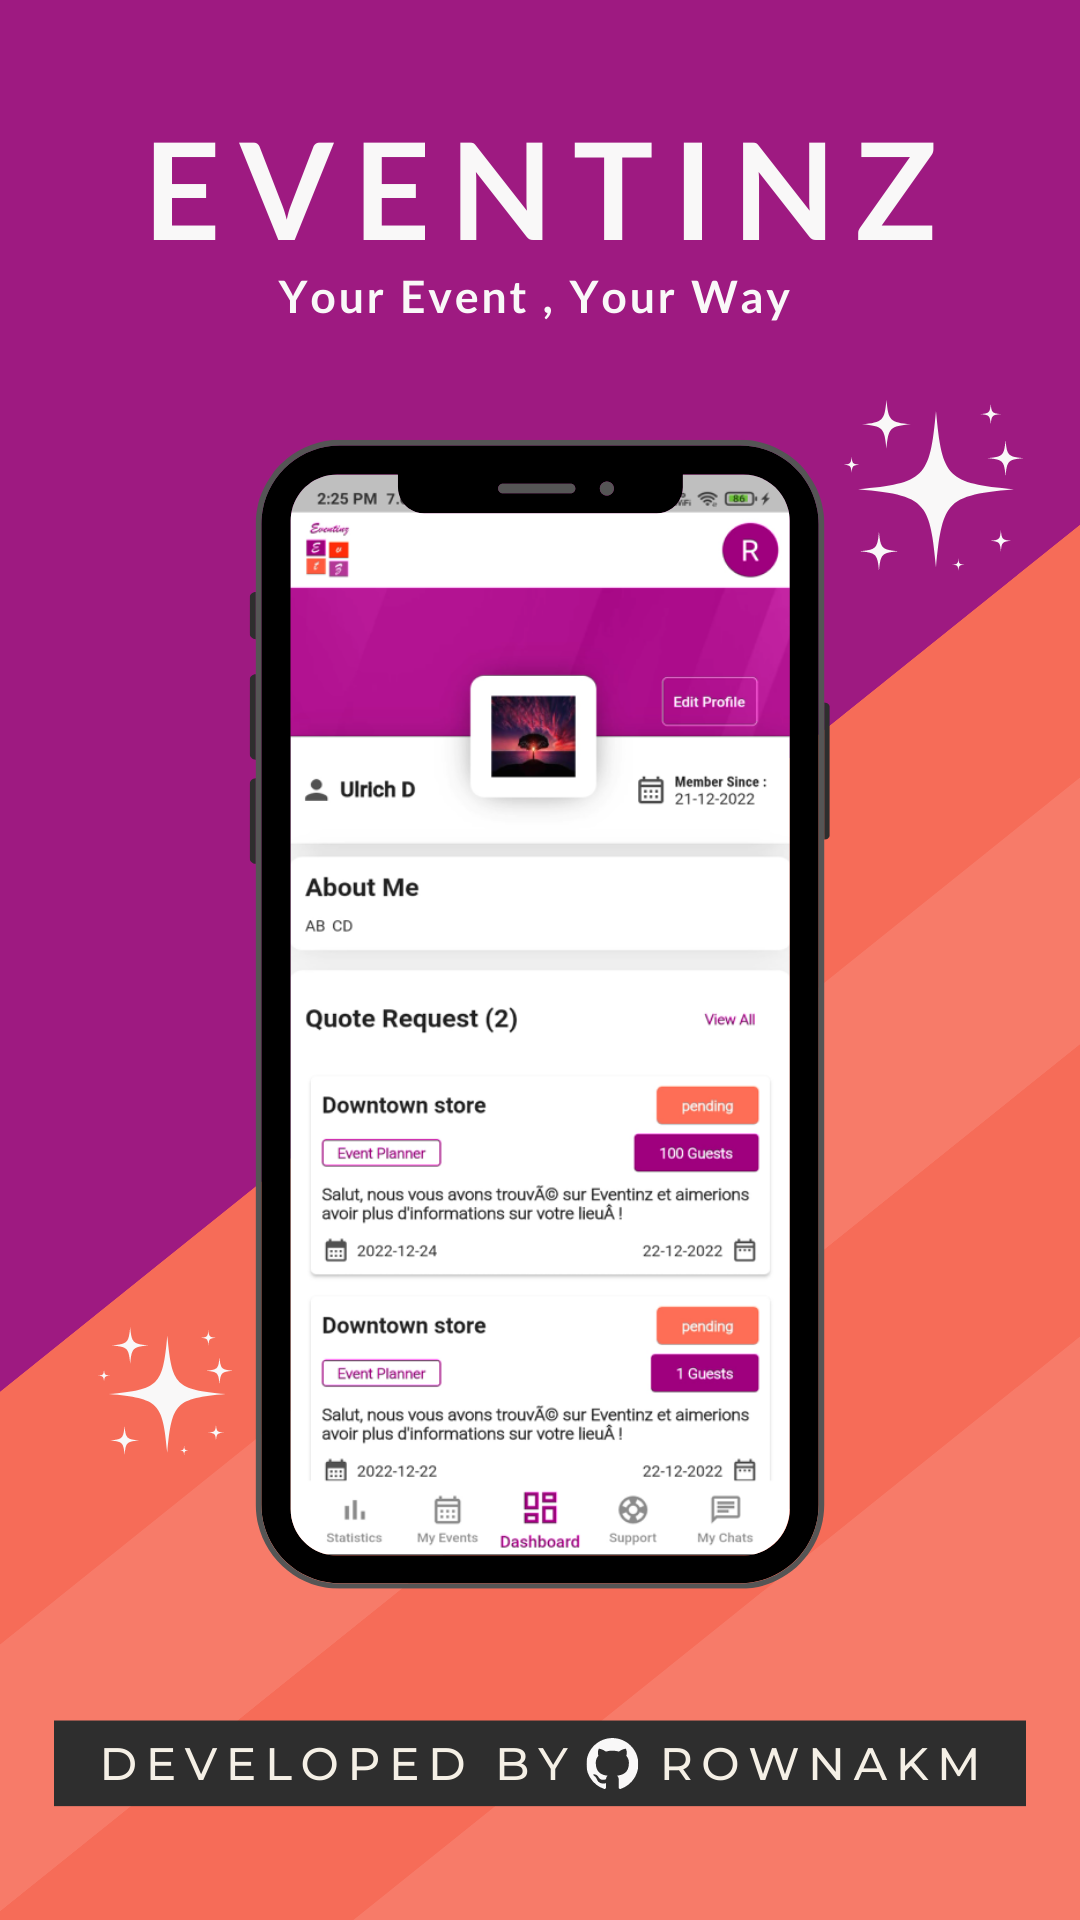 EVENTINZ
Your Event , Your Way
2:25 PM 7.
86
Eventinz
R
Edit Profile
Ulrich D
Member Since :
21-12-2022
About Me
AB CD
Quote Request (2)
View All
Downtown store
pending
Event Planner
100 Guests
Salut, nous vous avons trouvÃ© sur Eventinz et aimerions
avoir plus d'informations sur votre lieuÂ !
2022-12-24
22-12-2022
Downtown store
pending
Event Planner
1 Guests
Salut, nous vous avons trouvÃ© sur Eventinz et aimerions
avoir plus d'informations sur votre lieuÂ !
2022-12-22
22-12-2022
Statistics
My Events
Dashboard
Support
My Chats
DEVELOPED BY ROWNAKM